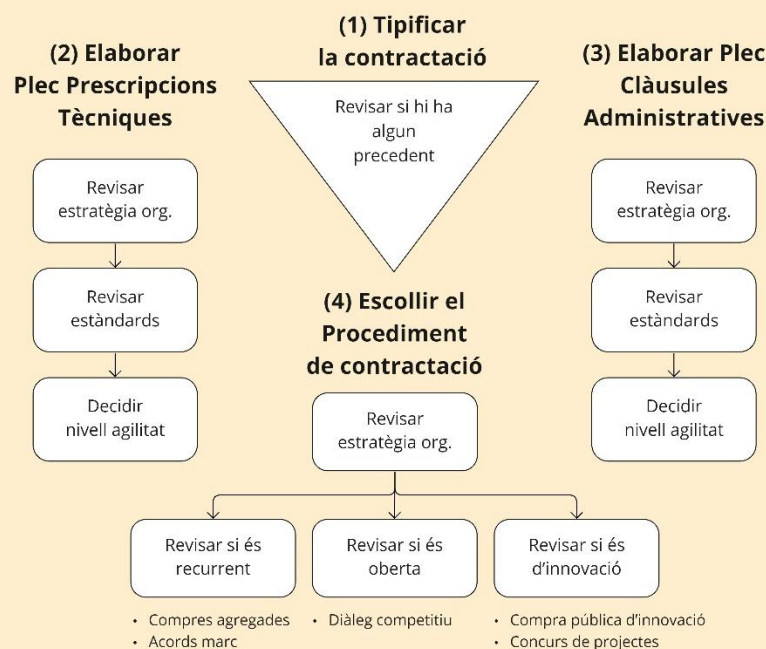 (1) Tipificar
la contractació
Revisar si hi ha
algun
precedent
(2) Elaborar
Plec Prescripcions
Tècniques
Revisar
estratègia org.
Revisar
estàndards
Decidir
nivell agilitat
(3) Elaborar Plec
Clàusules
Administratives
Revisar
estratègia org.
Revisar
estàndards
Decidir
nivell agilitat
(4) Escollir el
Procediment
de contractació
Revisar
estratègia org.
Revisar si és
recurrent
• Compres agregades
• Acords marc
Revisar si és
oberta
• Diàleg competitiu
Revisar si és
d’innovació
• Compra pública d’innovació
• Concurs de projectes